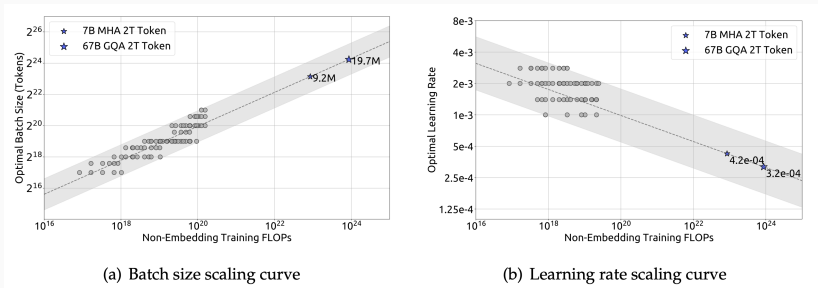 7B MHA 2T Token
67B GQA 2T Token
Optimal Batch Size (Tokens)
2^26
2^24
2^22
2^20
2^18
2^16
19.7M
9.2M
10^16 10^18 10^20 10^22 10^24
Non-Embedding Training FLOPs
(a) Batch size scaling curve
7B MHA 2T Token
67B GQA 2T Token
Optimal Learning Rate
8e-3
4e-3
2e-3
1e-3
5e-4
2.5e-4
1.25e-4
4.2e-04
3.2e-04
10^16 10^18 10^20 10^22 10^24
Non-Embedding Training FLOPs
(b) Learning rate scaling curve